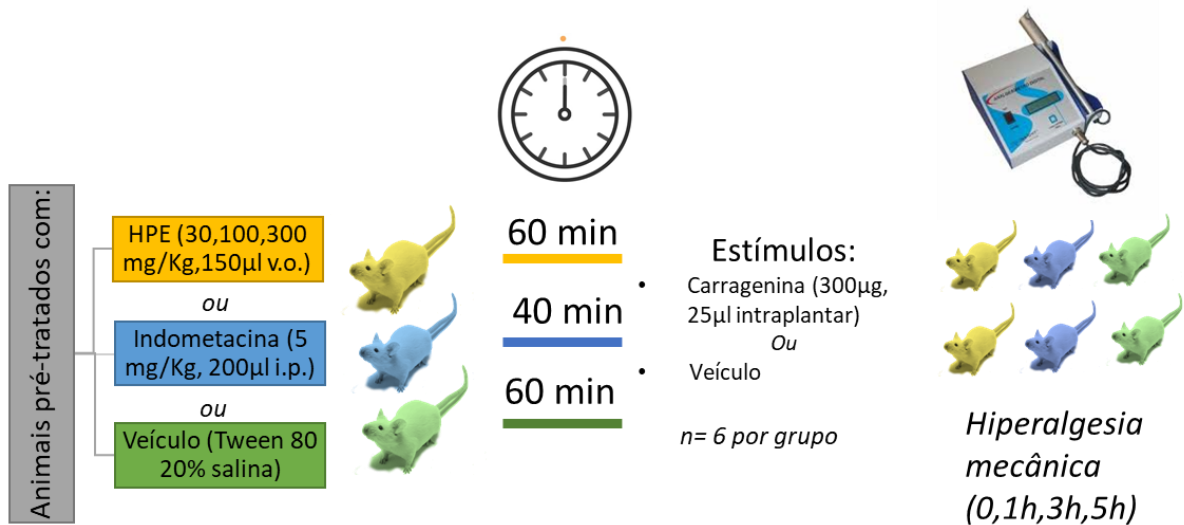 Animais pré-tratados com:
HPE (30,100,300
mg/Kg,150µl v.o.)
ou
Indometacina (5
mg/Kg, 200µl i.p.)
ou
Veículo (Tween 80
20% salina)
60 min
40 min
60 min
Estímulos:
• Carragenina (300µg,
25µl intraplantar)
Ou
• Veículo
n= 6 por grupo
Hiperalgesia
mecânica
(0,1h,3h,5h)